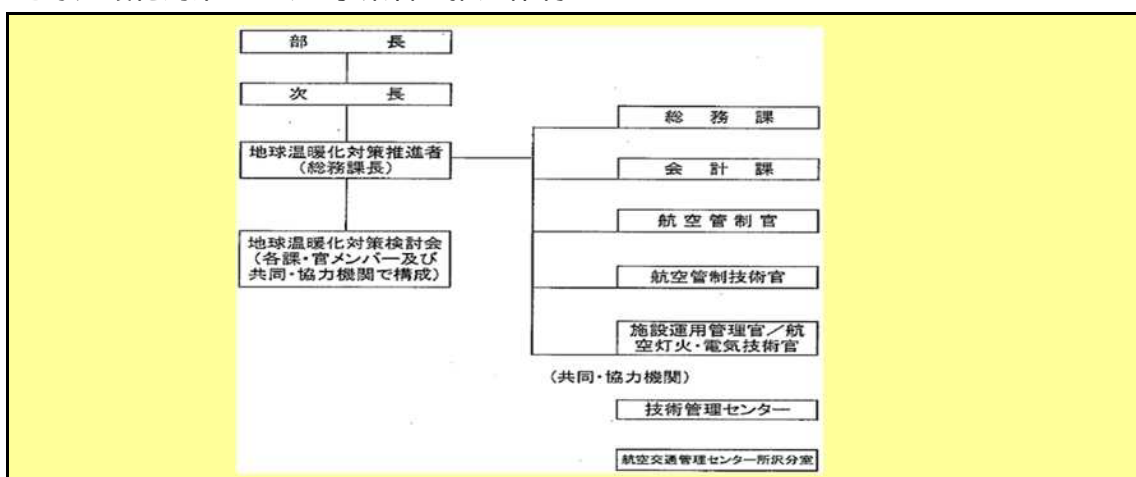 部長
次長
地球温暖化対策推進者
(総務課長)
地球温暖化対策検討会
(各課・官メンバー及び
共同・協力機関で構成)
総務課
会計課
航空管制官
航空管制技術官
施設運用管理官／航
空灯火・電気技術官
(共同・協力機関)
技術管理センター
航空交通管理センター所沢分室